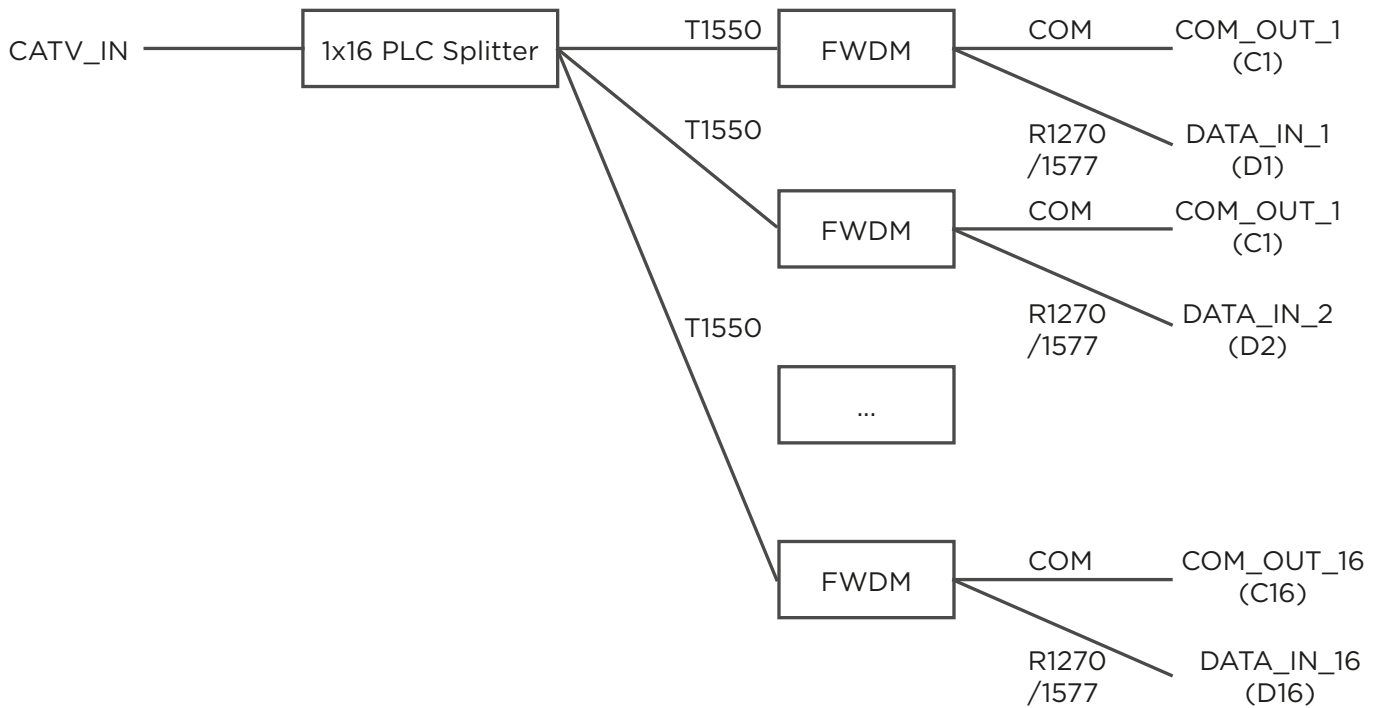 CATV_IN
1x16 PLC Splitter
T1550
FWDM
COM
COM_OUT_1
(C1)
R1270
/1577
DATA_IN_1
(D1)
T1550
FWDM
COM
COM_OUT_1
(C1)
R1270
/1577
DATA_IN_2
(D2)
T1550
...
FWDM
COM
COM_OUT_16
(C16)
R1270
/1577
DATA_IN_16
(D16)